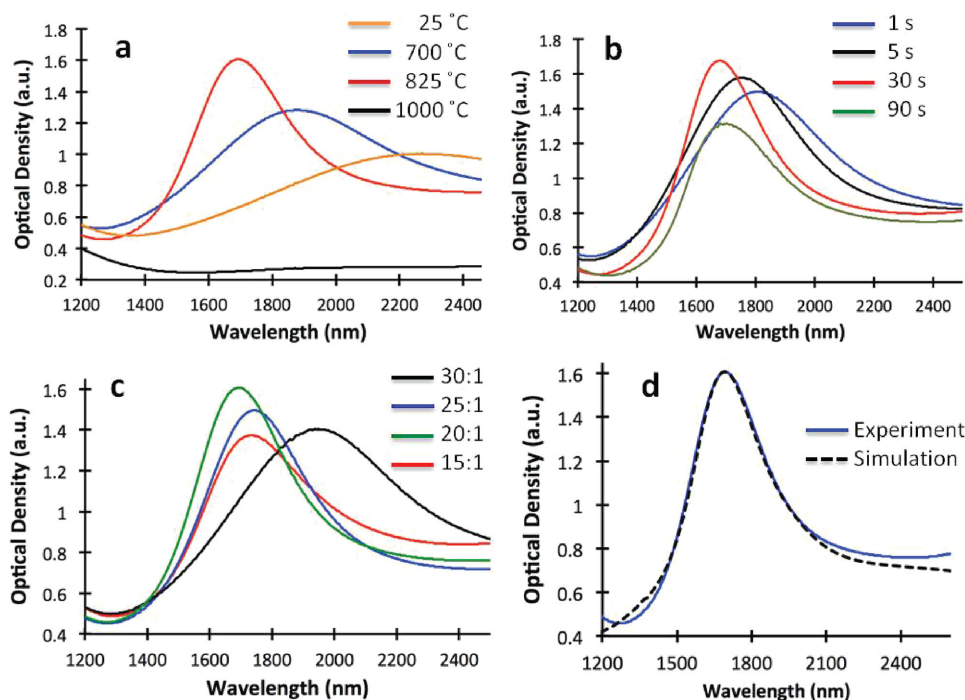 a
25 ˚C
700 ˚C
825 ˚C
1000 ˚C
1.8
1.6
1.4
1.2
1
0.8
0.6
0.4
0.2
Optical Density (a.u.)
1200 1400 1600 1800 2000 2200 2400
Wavelength (nm)
b
1 s
5 s
30 s
90 s
1.8
1.6
1.4
1.2
1
0.8
0.6
0.4
Optical Density (a.u.)
1200 1400 1600 1800 2000 2200 2400
Wavelength (nm)
c
30:1
25:1
20:1
15:1
1.6
1.4
1.2
1
0.8
0.6
0.4
Optical Density (a.u.)
1200 1400 1600 1800 2000 2200 2400
Wavelength (nm)
d
Experiment
Simulation
1.6
1.4
1.2
1
0.8
0.6
0.4
Optical Density (a.u.)
1200 1500 1800 2100 2400
Wavelength (nm)